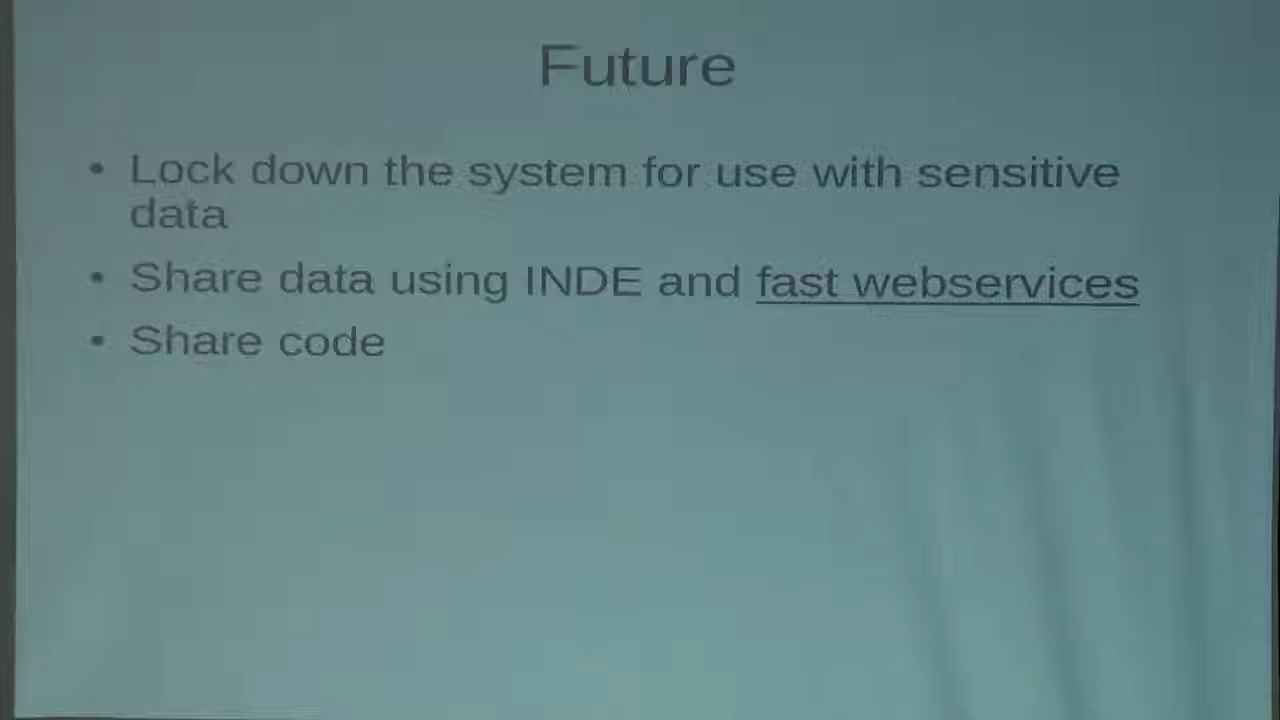 Future
• Lock down the system for use with sensitive
data
• Share data using INDE and fast webservices
• Share code